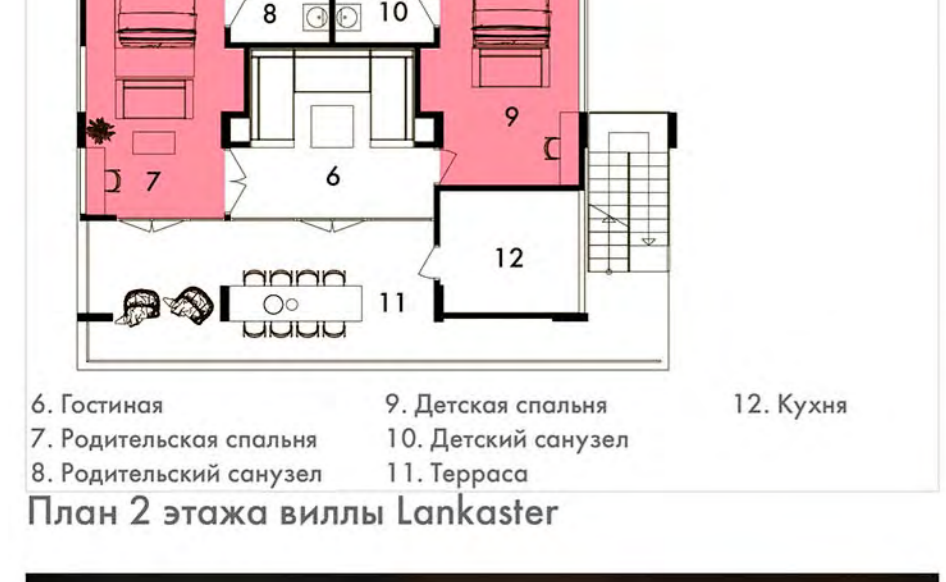 8
10
9
7
6
12
11
6. Гостиная
9. Детская спальня
12. Кухня
7. Родительская спальня
10. Детский санузел
8. Родительский санузел
11. Терраса
План 2 этажа виллы Lankaster